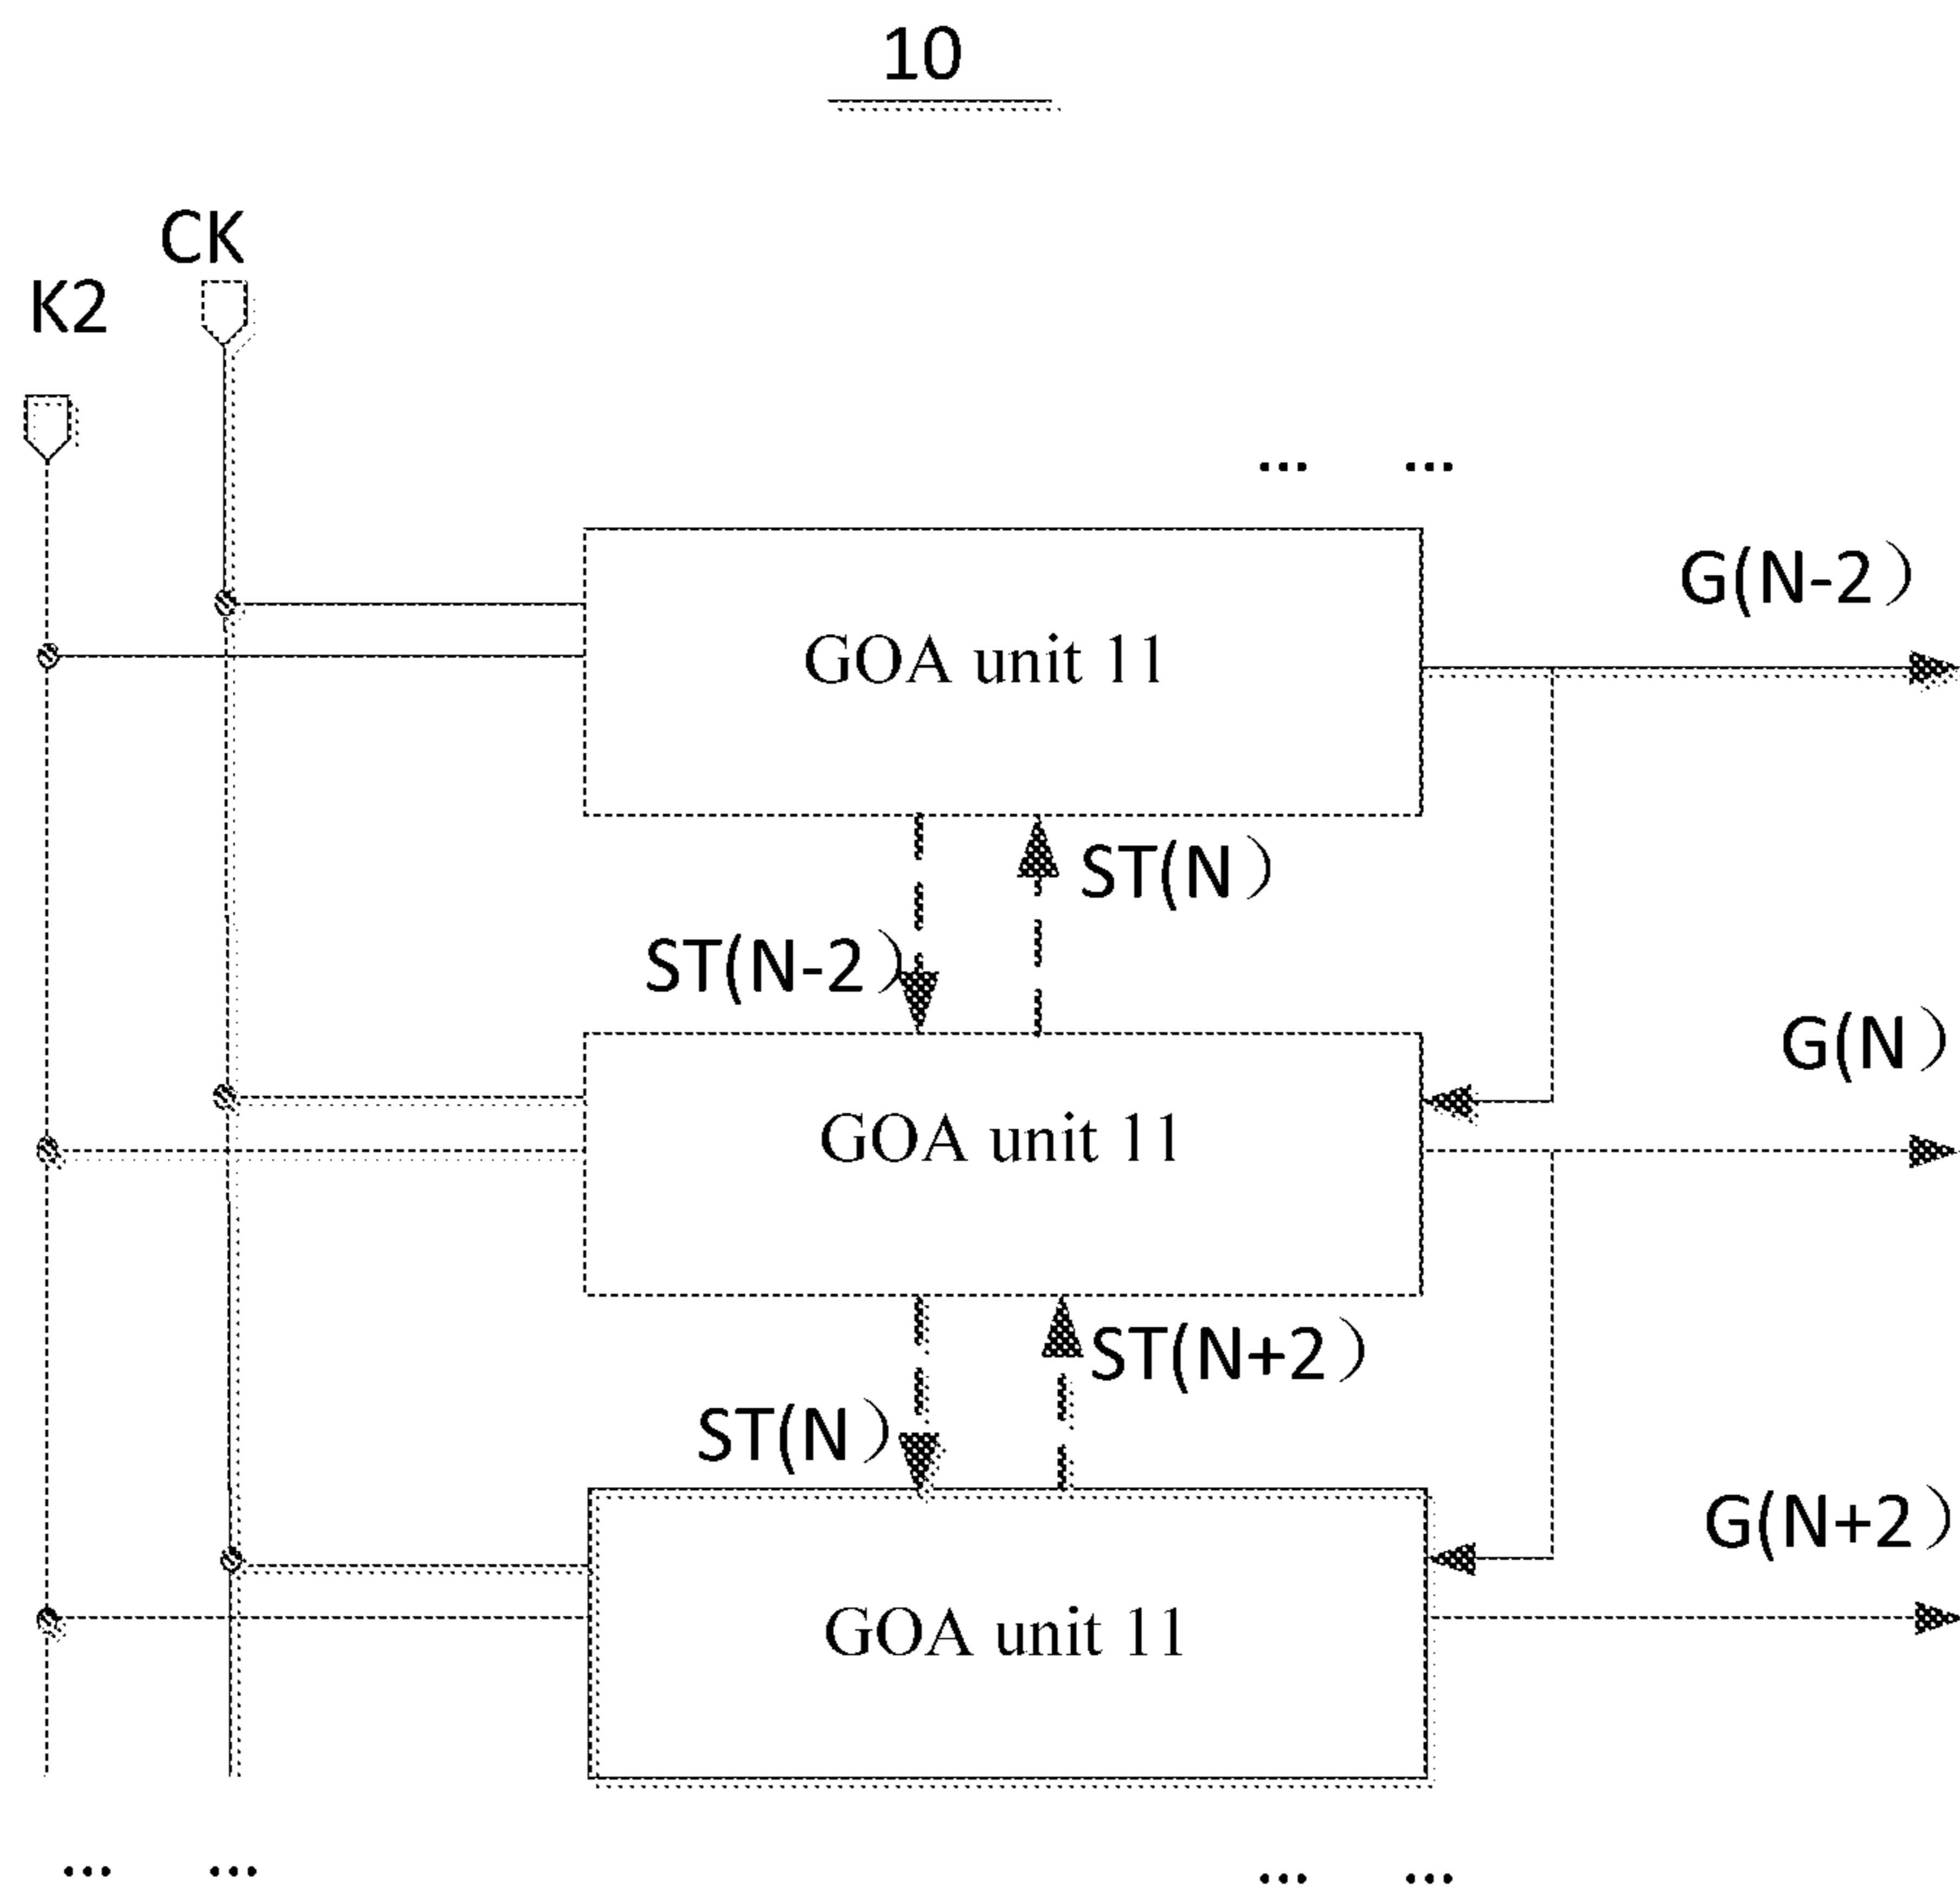 10
CK
K2
... ...
G(N-2）
GOA unit 11
ST(N）
ST(N-2）
G(N）
GOA unit 11
ST(N+2）
ST(N）
G(N+2）
GOA unit 11
... ... ... ...